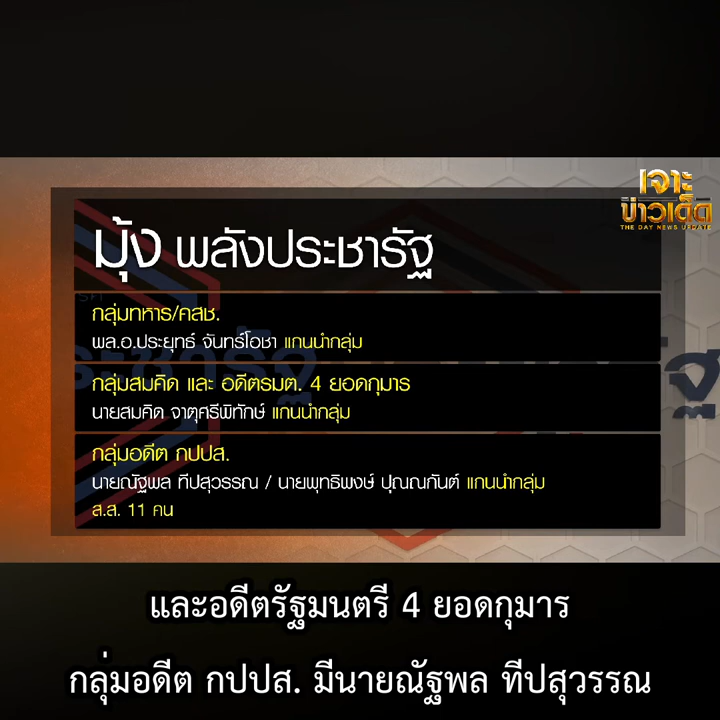 เจาะ
ข่าวเด็ด
THE DAY NEWS UPDATE
มุ้ง พลังประชารัฐ
กลุ่มทหาร/คสช.
พล.อ.ประยุทธ์ จันทร์โอชา แกนนำกลุ่ม
กลุ่มสมคิด และ อดีตรมต. 4 ยอดกุมาร
นายสมคิด จาตุศรีพิทักษ์ แกนนำกลุ่ม
กลุ่มอดีต กปปส.
นายณัฐพล ทีปสุวรรณ / นายพุทธิพงษ์ ปุณณกันต์ แกนนำกลุ่ม
ส.ส. 11 คน
และอดีตรัฐมนตรี 4 ยอดกุมาร
กลุ่มอดีต กปปส. มีนายณัฐพล ทีปสุวรรณ